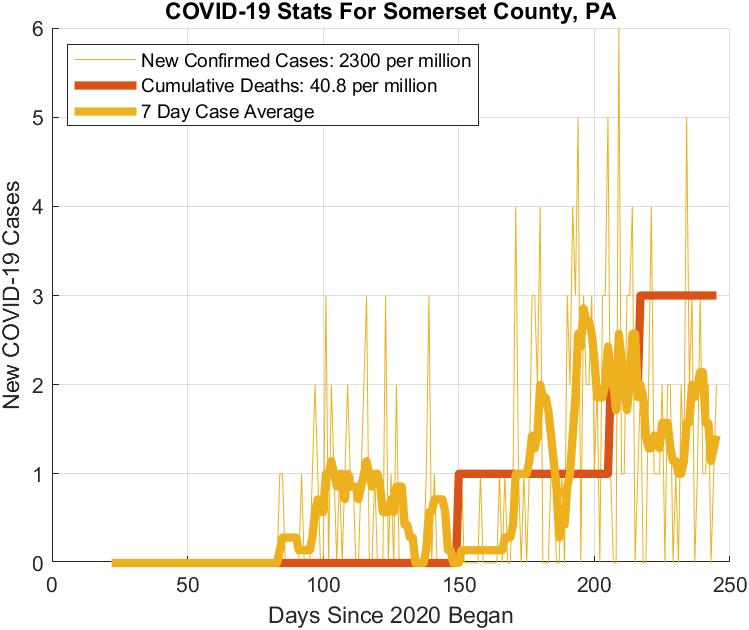 COVID-19 Stats For Somerset County, PA
New Confirmed Cases: 2300 per million
Cumulative Deaths: 40.8 per million
7 Day Case Average
New COVID-19 Cases
6
5
4
3
2
1
0
0 50 100 150 200 250
Days Since 2020 Began